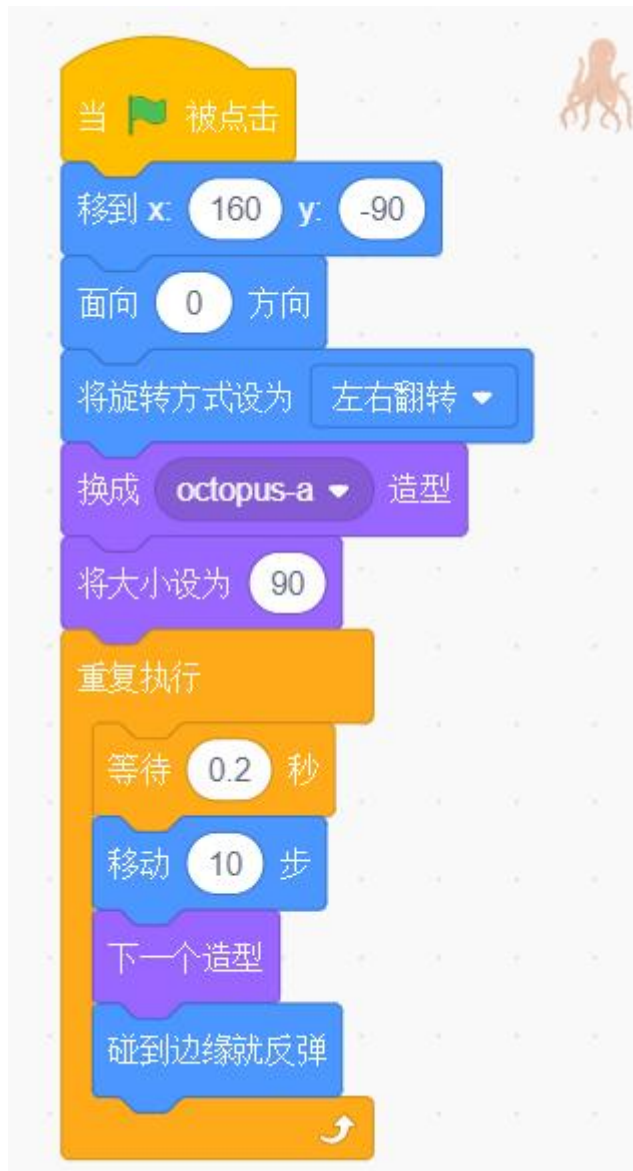 当 被点击
移到 x: 160 y: -90
面向 0 方向
将旋转方式设为 左右翻转
换成 octopus-a 造型
将大小设为 90
重复执行
等待 0.2 秒
移动 10 步
下一个造型
碰到边缘就反弹